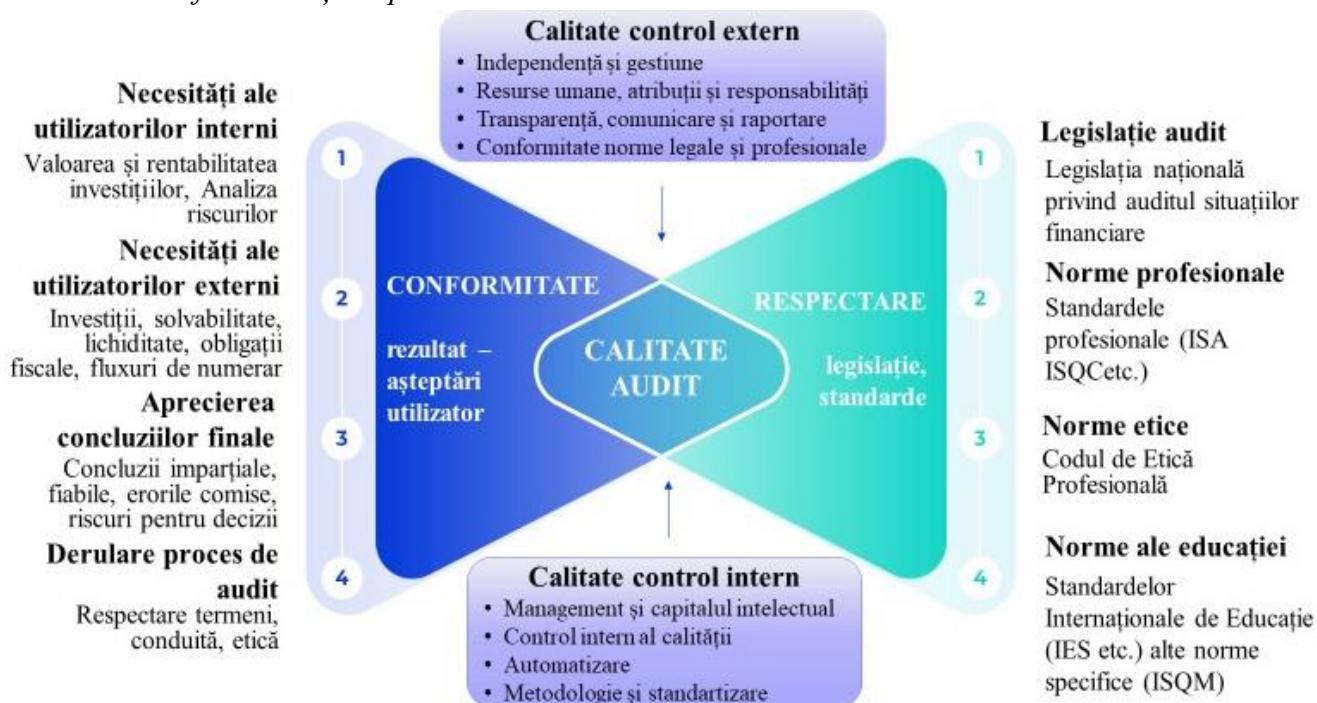 Calitate control extern
• Independență și gestiune
• Resurse umane, atribuții și responsabilități
• Transparență, comunicare și raportare
• Conformitate norme legale și profesionale
Necesități ale
utilizatorilor interni
Valoarea și rentabilitatea
investițiilor, Analiza
riscurilor
Necesități ale
utilizatorilor externi
Investiții, solvabilitate,
lichiditate, obligații
fiscale, fluxuri de numerar
Aprecierea
concluziilor finale
Concluzii imparțiale,
fiabile, erorile comise,
riscuri pentru decizii
Derulare proces de
audit
Respectare termeni,
conduită, etică
1
2
3
4
CONFORMITATE
rezultat –
așteptări
utilizator
CALITATE
AUDIT
RESPECTARE
legislație,
standarde
1
2
3
4
Legislație audit
Legislația națională
privind auditul situațiilor
financiare
Norme profesionale
Standardele
profesionale (ISA
ISQCetc.)
Norme etice
Codul de Etică
Profesională
Norme ale educației
Standardelor
Internaționale de Educație
(IES etc.) alte norme
specifice (ISQM)
Calitate control intern
• Management și capitalul intelectual
• Control intern al calității
• Automatizare
• Metodologie și standartizare